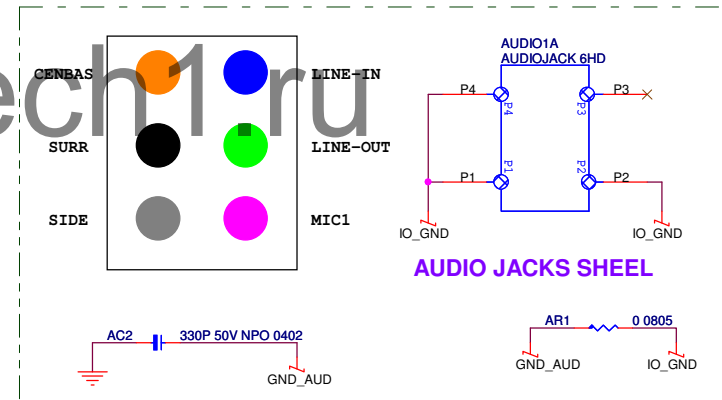 AUDIO1A
AUDIOJACK 6HD
CENBAS
LINE-IN
SURR
LINE-OUT
SIDE
MIC1
ech1.ru
P4
P3
P4
P3
P1
P2
P1
P2
IO_GND
IO_GND
AUDIO JACKS SHEEL
AC2
330P 50V NPO 0402
GND_AUD
AR1
0 0805
GND_AUD
IO_GND